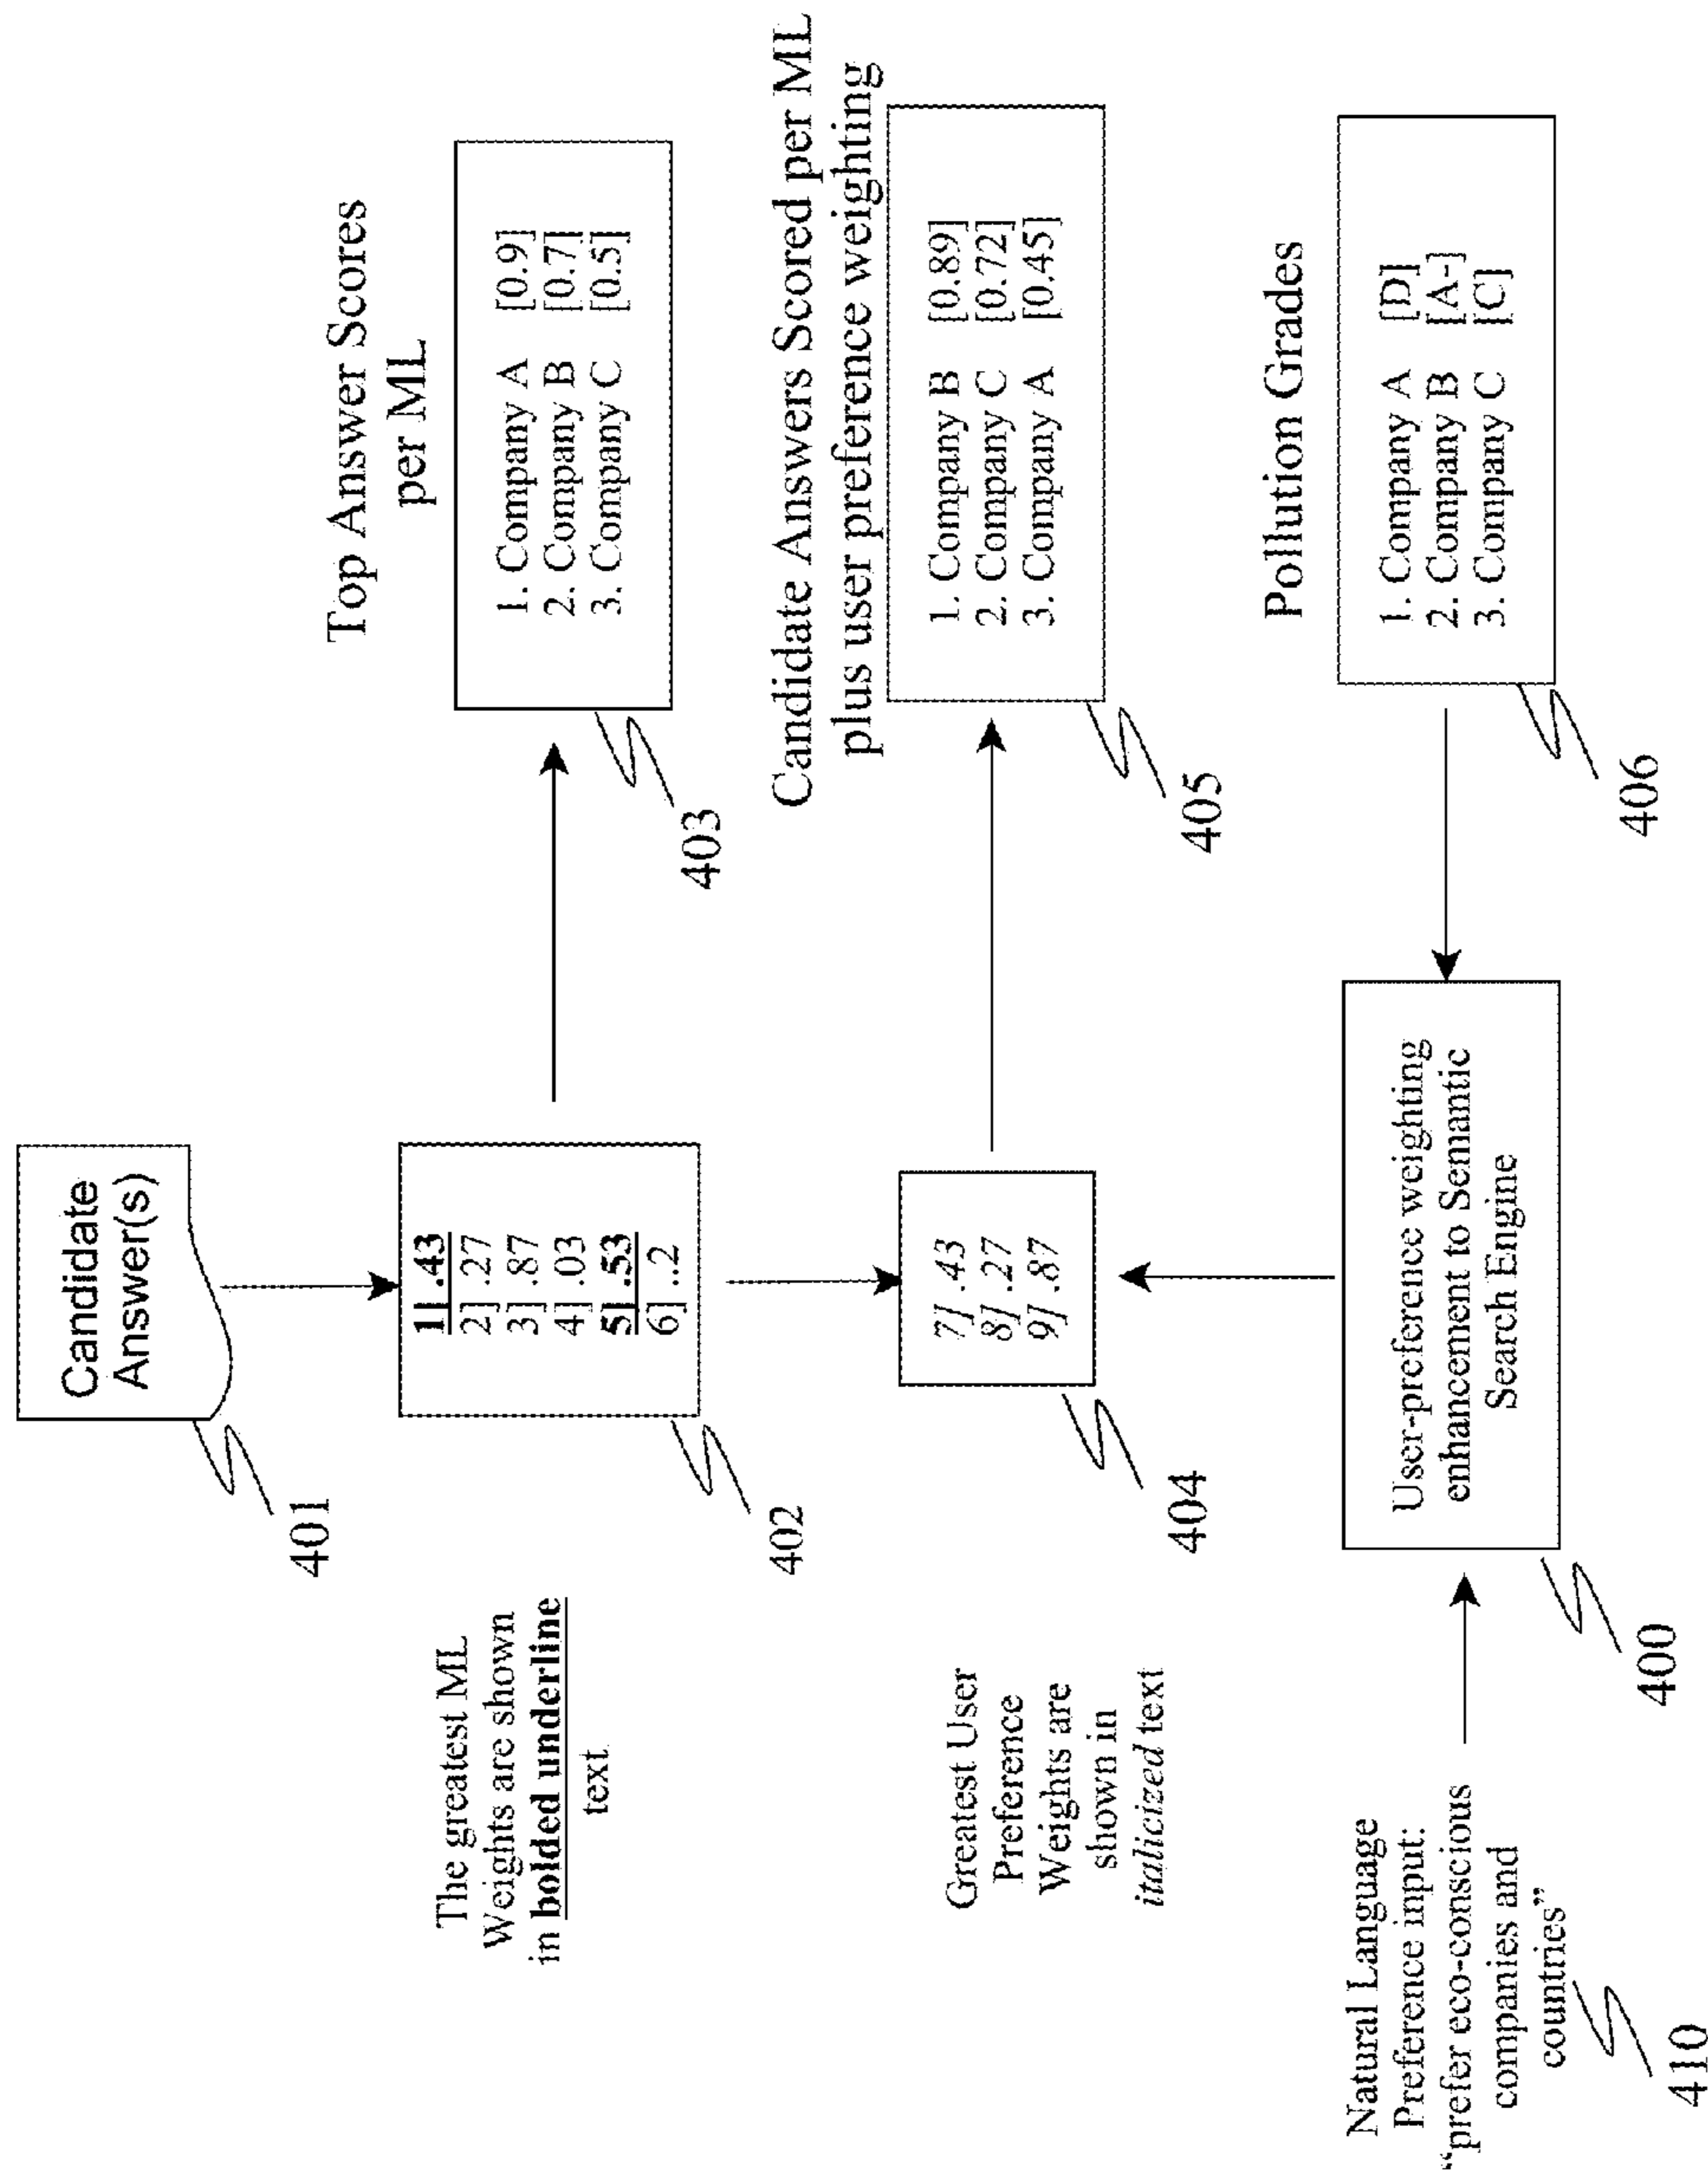 Candidate
Answer(s)
401
The greatest ML
Weights are shown
in bolded underline
text
1] .43
2] .27
3] .87
4] .03
5] .53
6] ..2
402
Top Answer Scores
per ML
1. Company A [0.9]
2. Company B [0.7]
3. Company C [0.5]
403
Greatest User
Preference
Weights are
shown in
italicized text
7] .43
8] .27
9] .87
404
Candidate Answers Scored per ML
plus user preference weighting
1. Company B [0.89]
2. Company C [0.72]
3. Company A [0.45]
405
Natural Language
Preference input:
“prefer eco-conscious
companies and
countries”
410
User-preference weighting
enhancement to Semantic
Search Engine
400
Pollution Grades
1. Company A [D]
2. Company B [A-]
3. Company C [C]
406